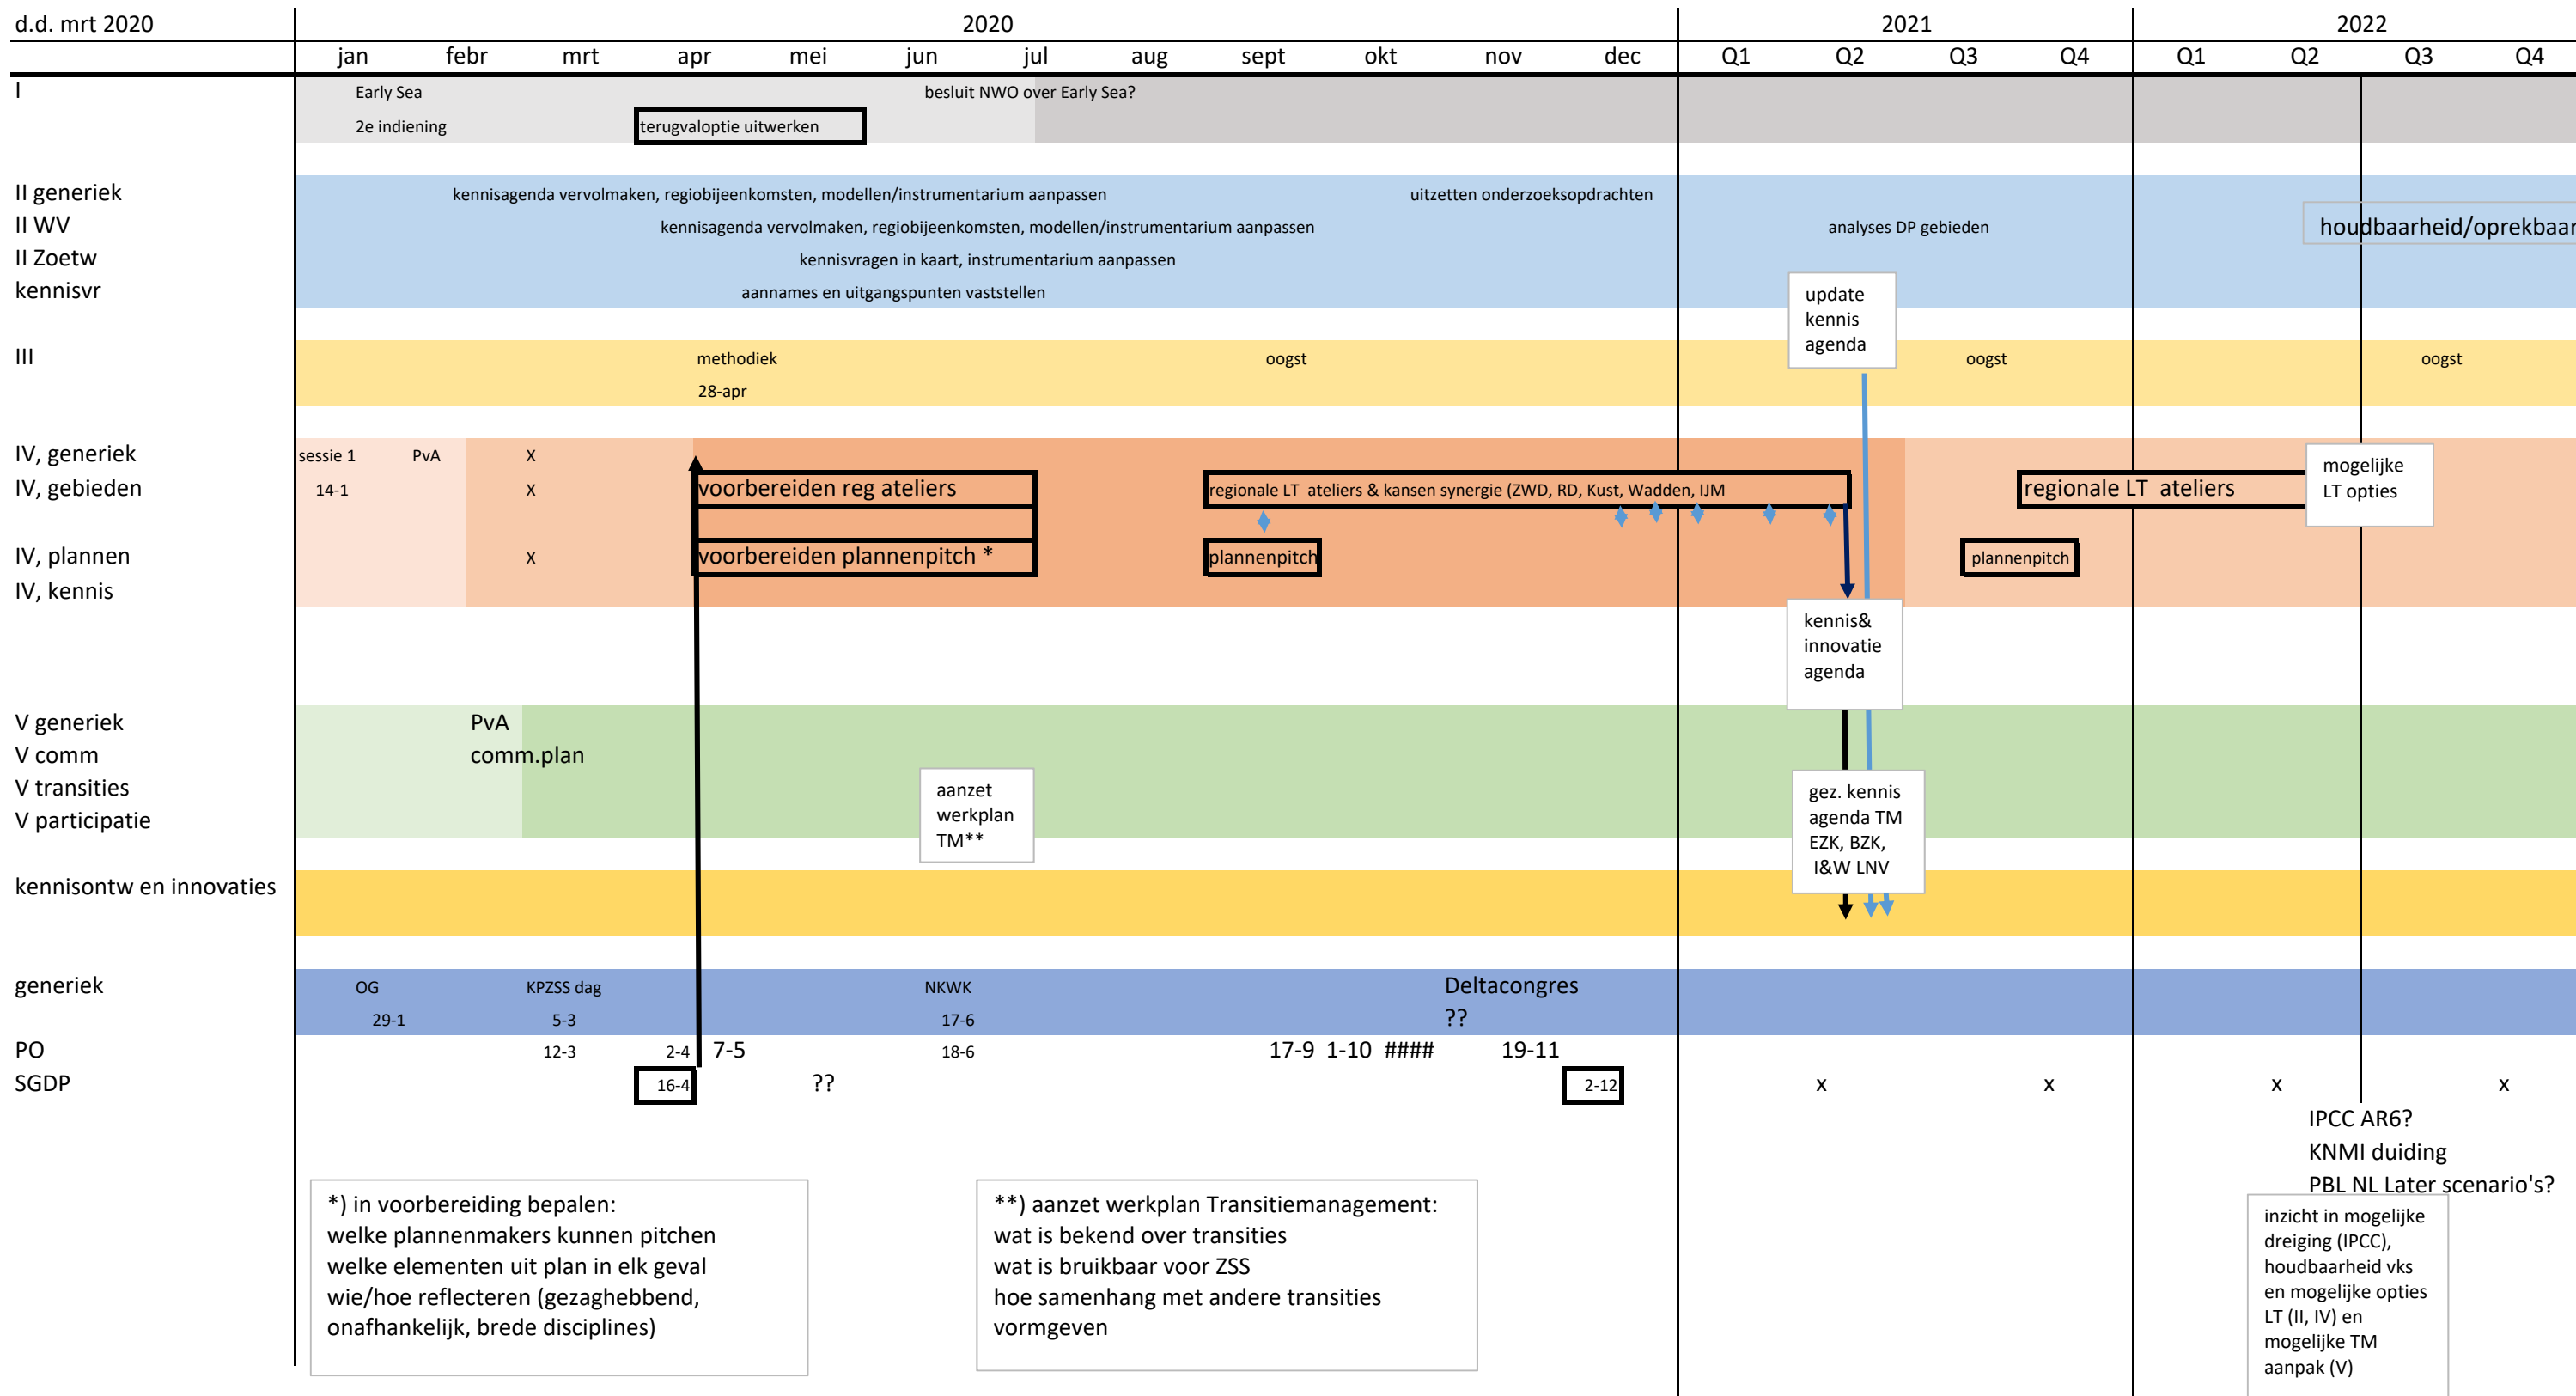 d.d. mrt 2020 2020 2021 2022
jan febr mrt apr mei jun jul aug sept okt nov dec Q1 Q2 Q3 Q4 Q1 Q2 Q3 Q4
I Early Sea besluit NWO over Early Sea?
2e indiening terugvaloptie uitwerken
II generiek kennisagenda vervolmaken, regiobijeenkomsten, modellen/instrumentarium aanpassen uitzetten onderzoeksopdrachten
II WV kennisagenda vervolmaken, regiobijeenkomsten, modellen/instrumentarium aanpassen analyses DP gebieden houdbaarheid/oprekbaar
II Zoetw kennisvragen in kaart, instrumentarium aanpassen
kennisvr aannames en uitgangspunten vaststellen
update
kennis
agenda
III methodiek oogst oogst oogst
28-apr
IV, generiek sessie 1 PvA X
IV, gebieden 14-1 X voorbereiden reg ateliers regionale LT ateliers & kansen synergie (ZWD, RD, Kust, Wadden, IJM regionale LT ateliers
mogelijke
LT opties
IV, plannen X voorbereiden plannenpitch * plannenpitch plannenpitch
IV, kennis
kennis&
innovatie
agenda
V generiek PvA
V comm comm.plan
V transities
V participatie
aanzet
werkplan
TM**
gez. kennis
agenda TM
EZK, BZK,
I&W LNV
kennisontw en innovaties
generiek OG KPZSS dag NKWK Deltacongres
29-1 5-3 17-6 ??
PO 12-3 2-4 7-5 18-6 17-9 1-10 #### 19-11
SGDP 16-4 ?? 2-12 x x x x
IPCC AR6?
KNMI duiding
PBL NL Later scenario's?
*) in voorbereiding bepalen:
welke plannenmakers kunnen pitchen
welke elementen uit plan in elk geval
wie/hoe reflecteren (gezaghebbend,
onafhankelijk, brede disciplines)
**) aanzet werkplan Transitiemanagement:
wat is bekend over transities
wat is bruikbaar voor ZSS
hoe samenhang met andere transities
vormgeven
inzicht in mogelijke
dreiging (IPCC),
houdbaarheid vks
en mogelijke opties
LT (II, IV) en
mogelijke TM
aanpak (V)